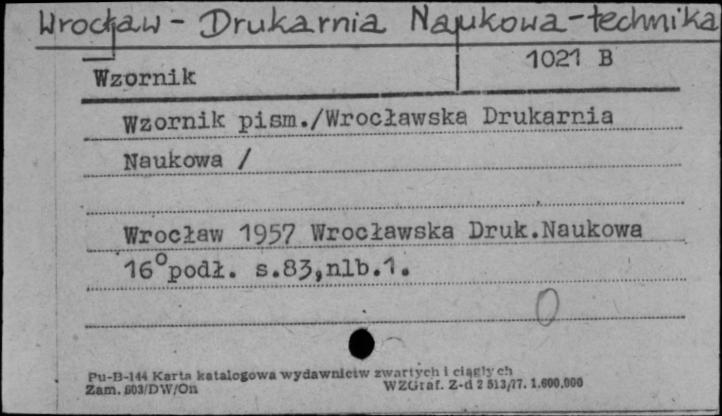 Wrocław - Drukarnia Naukowa - technika
1021 B
Wzornik
Wzornik pism./Wrocławska Drukarnia
Naukowa /
Wrocław 1957 Wrocławska Druk.Naukowa
16° podł. s.83,nlb.1.
0
Pu-B-144 Karta katalogowa wydawnictw zwartych i ciągłych
Zam. 603/DW/On WZGraf. Z-d 2 513/77. 1.600.000